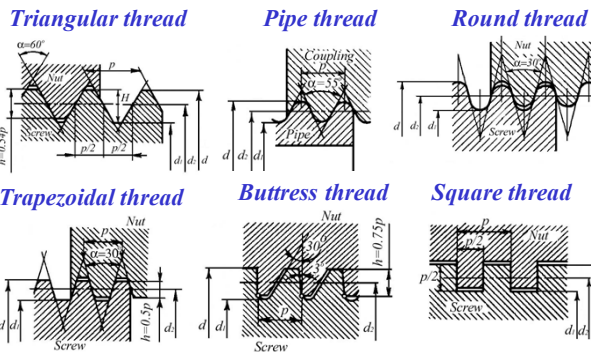 Triangular thread
α=60°
p
Nut
H
Screw
h=0.54p
p/2
p/2
d₁
d₂
d
Pipe thread
Coupling
p
α=55°
Pipe
d
d₂
d₁
Round thread
Nut
α=30°
Screw
d
d₂
d₁
Trapezoidal thread
Nut
p
α=30
Screw
d
d₁
h=0.5p
d₂
Buttress thread
Nut
30°
3°
h=0.75p
p
d
d₁
d₂
Screw
Square thread
p
p/2
Nut
p/2
Screw
d₁
d